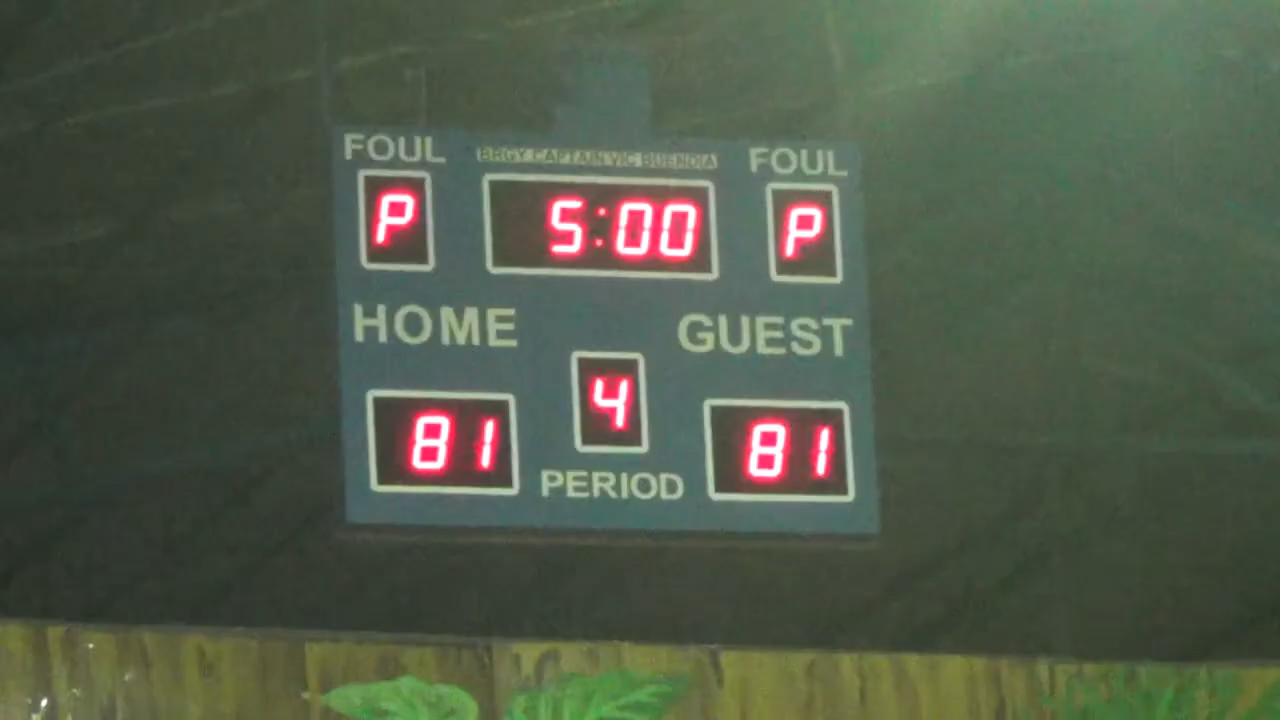 FOUL BRGY CAPTAIN VIC BUENDIA FOUL
P 5:00 P
HOME GUEST
4
81 81
PERIOD